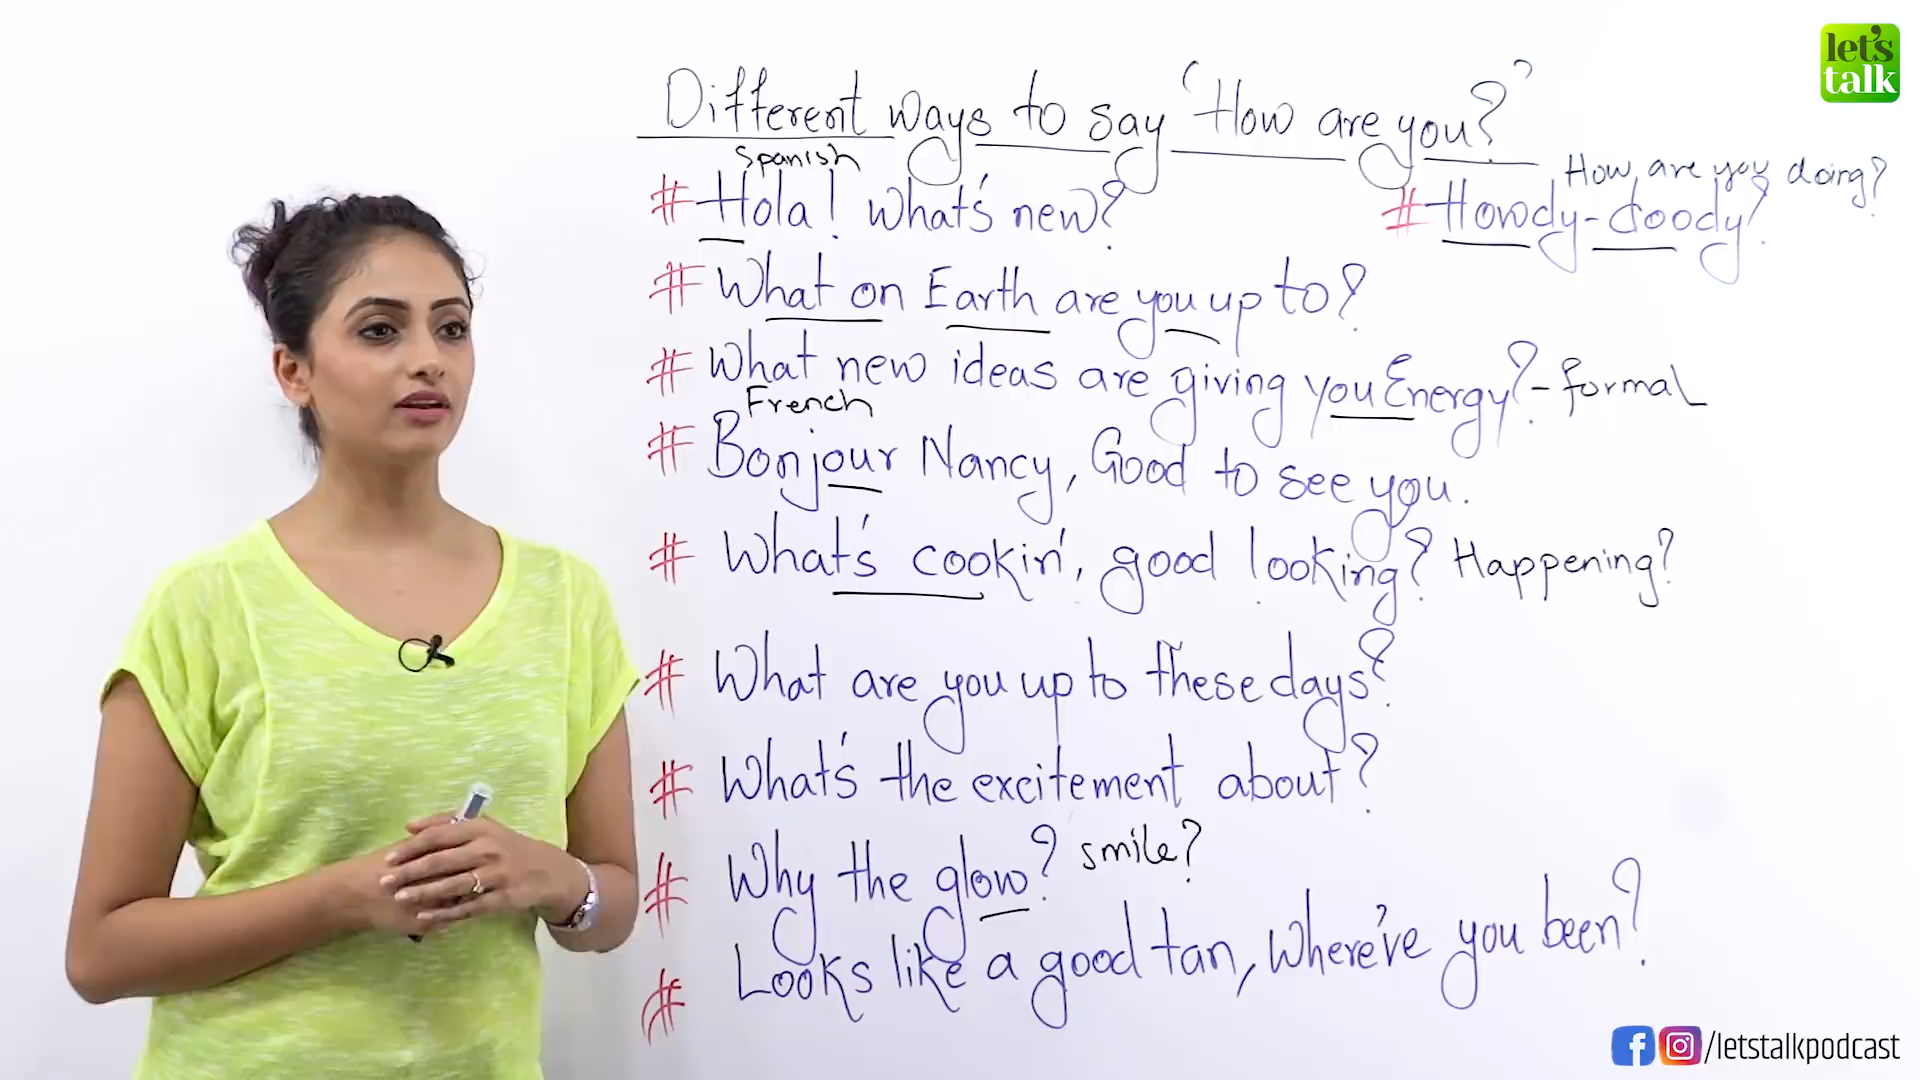 let's
talk
Different ways to say 'How are you?'
Spanish
# Hola! What's new?
How are you doing?
# Howdy-doody?
# What on Earth are you up to?
# What new ideas are giving you Energy? - formal
French
# Bonjour Nancy, Good to see you.
# What's cookin', good looking? Happening?
# What are you up to these days?
# What's the excitement about?
# Why the glow? smile?
# Looks like a good tan, Where've you been?
/letstalkpodcast